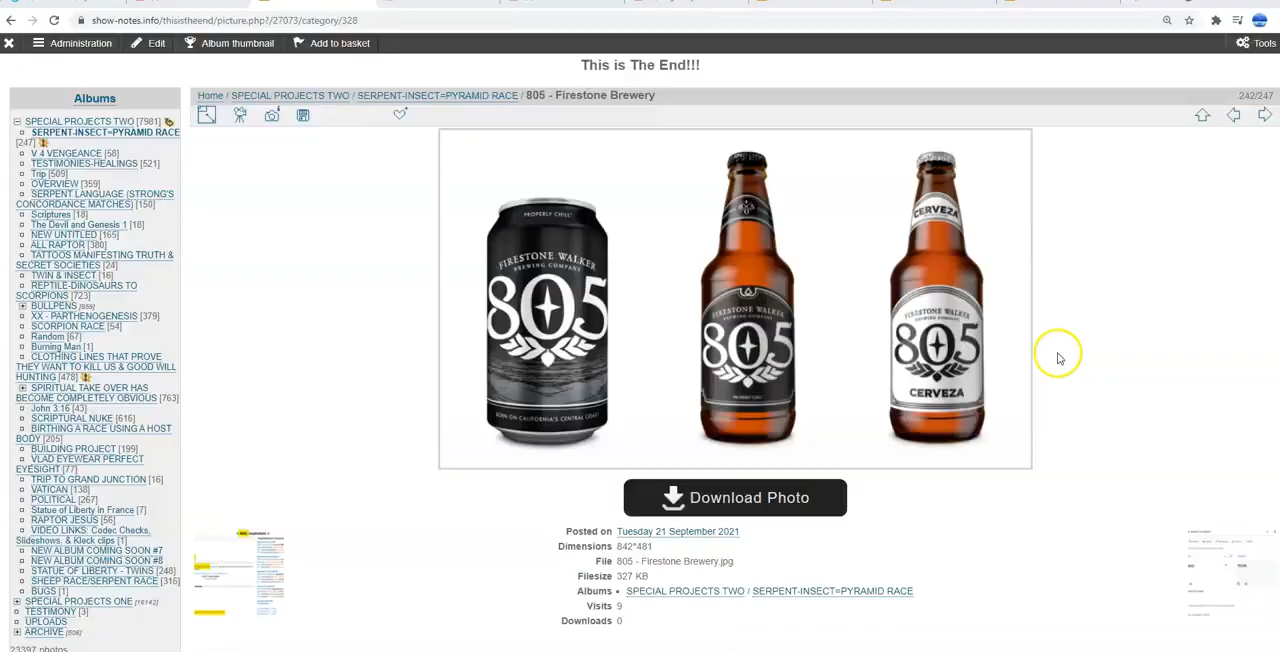 show-notes.info/thisistheend/picture.php?/27073/category/328
Administration Edit Album thumbnail Add to basket Tools
This is The End!!!
Albums
Home / SPECIAL PROJECTS TWO / SERPENT-INSECT=PYRAMID RACE / 805 - Firestone Brewery 242/247
SPECIAL PROJECTS TWO [7981]
SERPENT-INSECT=PYRAMID RACE
[247]
V 4 VENGEANCE [58]
TESTIMONIES-HEALINGS [521]
Trip [509]
OVERVIEW [359]
SERPENT LANGUAGE (STRONG'S
CONCORDANCE MATCHES) [150]
Scriptures [18]
The Devil and Genesis 1 [18]
NEW UNTITLED [165]
ALL RAPTOR [380]
TATTOOS MANIFESTING TRUTH &
SECRET SOCIETIES [24]
TWIN & INSECT [16]
REPTILE-DINOSAURS TO
SCORPIONS [723]
BULLPENS [859]
XX - PARTHENOGENESIS [379]
SCORPION RACE [54]
Random [67]
Burning Man [1]
CLOTHING LINES THAT PROVE
THEY WANT TO KILL US & GOOD WILL
HUNTING [478]
SPIRITUAL TAKE OVER HAS
BECOME COMPLETELY OBVIOUS [763]
John 3:16 [43]
SCRIPTURAL NUKE [616]
BIRTHING A RACE USING A HOST
BODY [205]
BUILDING PROJECT [199]
VLAD EYEWEAR PERFECT
EYESIGHT [77]
TRIP TO GRAND JUNCTION [16]
VATICAN [138]
POLITICAL [267]
Statue of Liberty in France [7]
RAPTOR JESUS [56]
VIDEO LINKS: Codec Checks,
Slideshows, & Kleck clips [1]
NEW ALBUM COMING SOON #7
NEW ALBUM COMING SOON #8
STATUE OF LIBERTY - TWINS [248]
SHEEP RACE/SERPENT RACE [316]
BUGS [1]
SPECIAL PROJECTS ONE [16142]
TESTIMONY [3]
UPLOADS
ARCHIVE [506]
23397 photos
PROPERLY CHILL
FIRESTONE WALKER
BREWING COMPANY
805
BORN ON CALIFORNIA'S CENTRAL COAST
805
FIRESTONE WALKER
BREWING COMPANY
805
PROPERLY CHILL
CERVEZA
FIRESTONE WALKER
BREWING COMPANY
805
CERVEZA
Download Photo
Posted on Tuesday 21 September 2021
Dimensions 842*481
File 805 - Firestone Brewery.jpg
Filesize 327 KB
Albums SPECIAL PROJECTS TWO / SERPENT-INSECT=PYRAMID RACE
Visits 9
Downloads 0